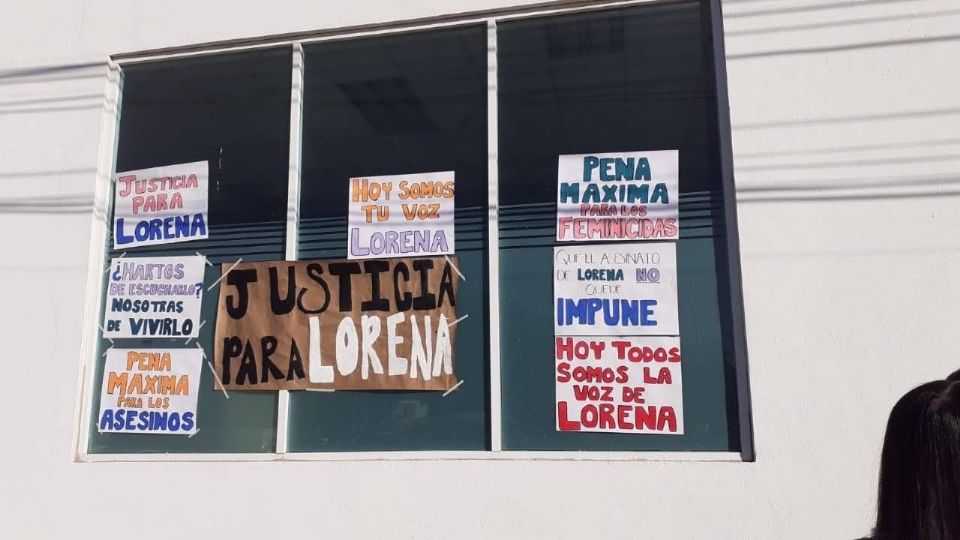 JUSTICIA
PARA
LORENA
¿HARTOS
DE ESCUCHARLO?
NOSOTRAS
DE VIVIRLO
PENA
MAXIMA
PARA LOS
ASESINOS
HOY SOMOS
TU VOZ
LORENA
JUSTICIA
PARA LORENA
PENA
MAXIMA
PARA LOS
FEMINICIDAS
QUE EL ASESINATO
DE LORENA NO
QUEDE
IMPUNE
HOY TODOS
SOMOS LA
VOZ DE
LORENA